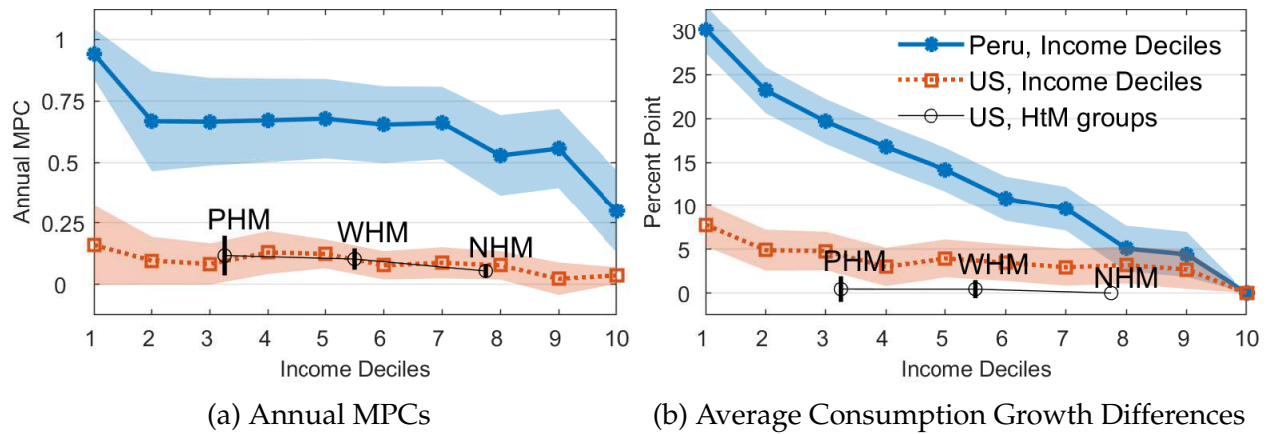 1
0.75
0.5
0.25
0
Annual MPC
PHM
WHM
NHM
1 2 3 4 5 6 7 8 9 10
Income Deciles
(a) Annual MPCs
30
25
20
15
10
5
0
Percent Point
Peru, Income Deciles
US, Income Deciles
US, HtM groups
PHM
WHM
NHM
1 2 3 4 5 6 7 8 9 10
Income Deciles
(b) Average Consumption Growth Differences